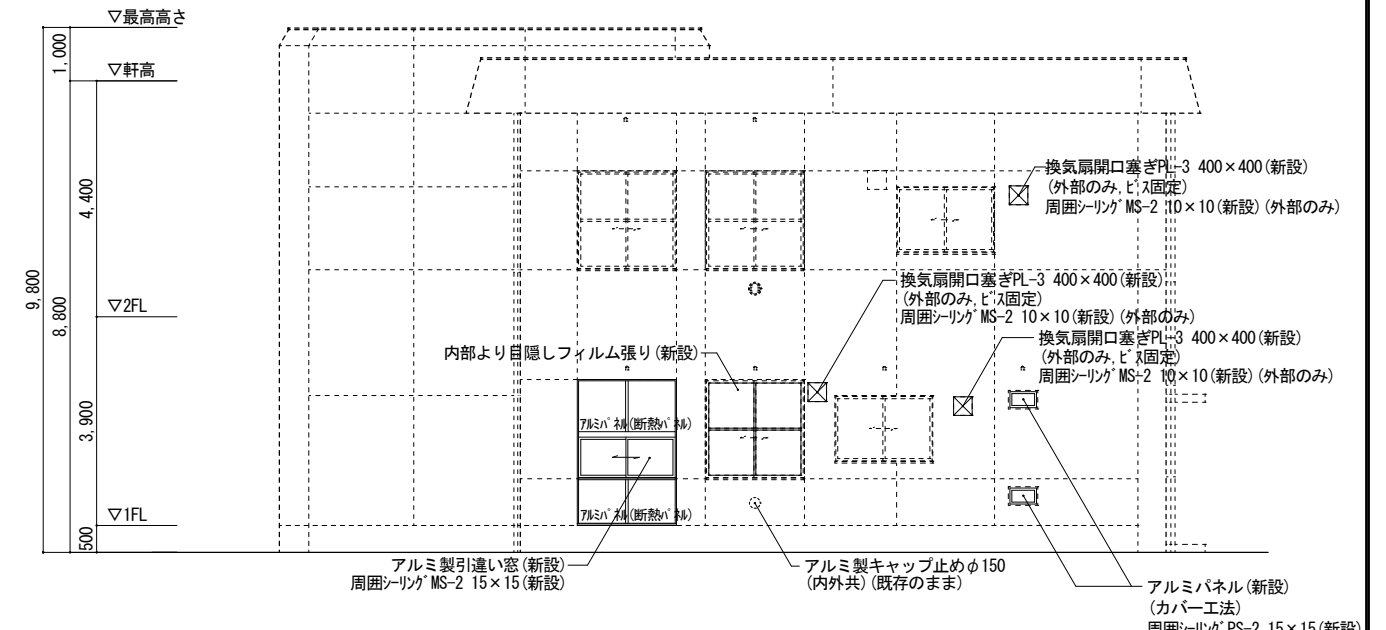 ▽最高高さ
1,000
▽軒高
4,400
9,800
8,800
▽2FL
3,900
▽1FL
500
換気扇開口塞ぎPL-3 400×400(新設)
(外部のみ,ビス固定)
周囲シーリングMS-2 10×10(新設)(外部のみ)
換気扇開口塞ぎPL-3 400×400(新設)
(外部のみ,ビス固定)
周囲シーリングMS-2 10×10(新設)(外部のみ)
換気扇開口塞ぎPL-3 400×400(新設)
(外部のみ,ビス固定)
周囲シーリングMS-2 10×10(新設)(外部のみ)
内部より目隠しフィルム張り(新設)
アルミパネル(断熱パネル)
アルミパネル(断熱パネル)
アルミ製引違い窓(新設)
周囲シーリングMS-2 15×15(新設)
アルミ製キャップ止めφ150
(内外共)(既存のまま)
アルミパネル(新設)
(カバー工法)
周囲シーリングPS-2 15×15(新設)